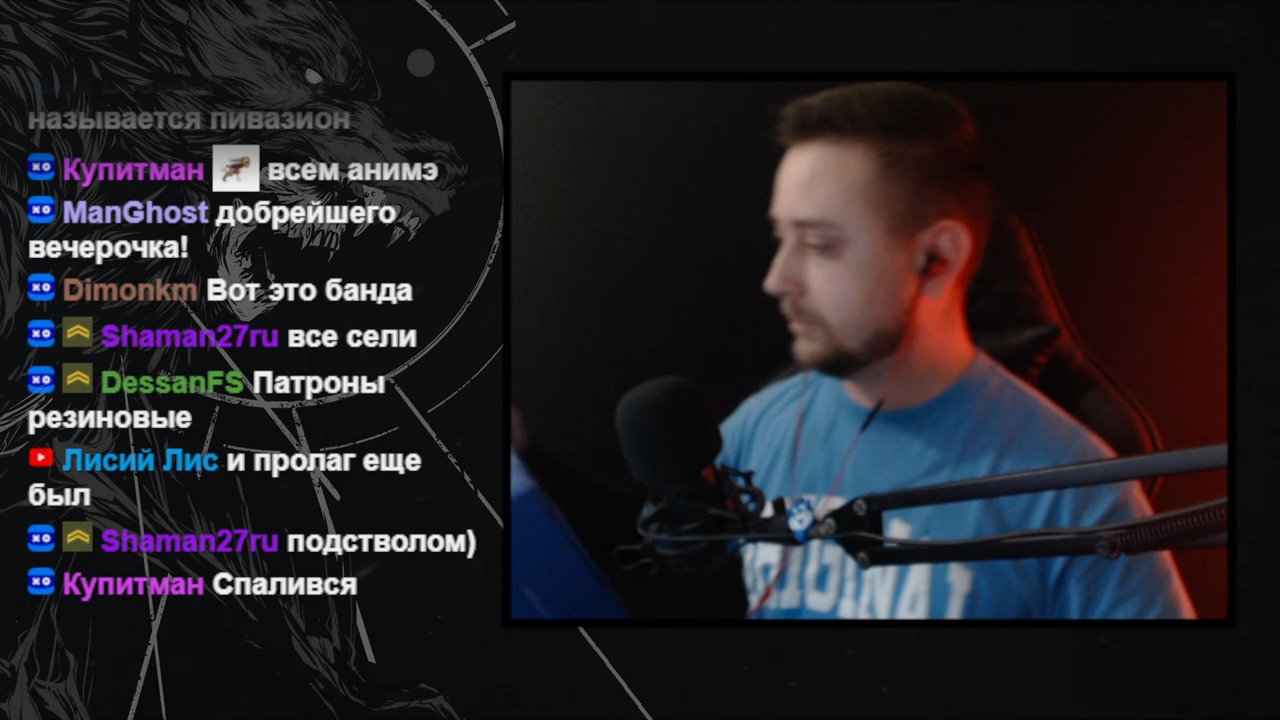 называется пивазион
Купитман всем анимэ
ManGhost добрейшего
вечерочка!
Dimonkm Вот это банда
Shaman27ru все сели
DessanFS Патроны
резиновые
Лисий Лис и пролаг еще
был
Shaman27ru подстволом)
Купитман Спалився
ORIGINAL